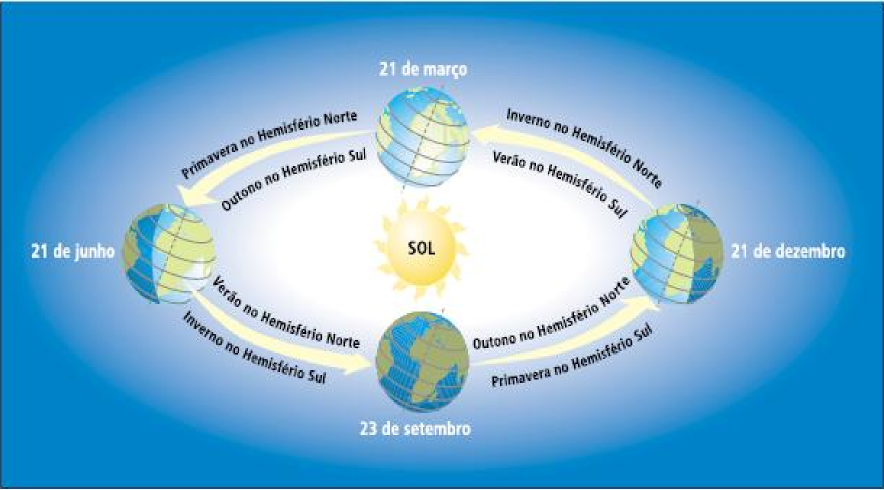 21 de março
Primavera no Hemisfério Norte
Outono no Hemisfério Sul
Inverno no Hemisfério Norte
Verão no Hemisfério Sul
21 de junho
SOL
21 de dezembro
Verão no Hemisfério Norte
Inverno no Hemisfério Sul
Outono no Hemisfério Norte
Primavera no Hemisfério Sul
23 de setembro